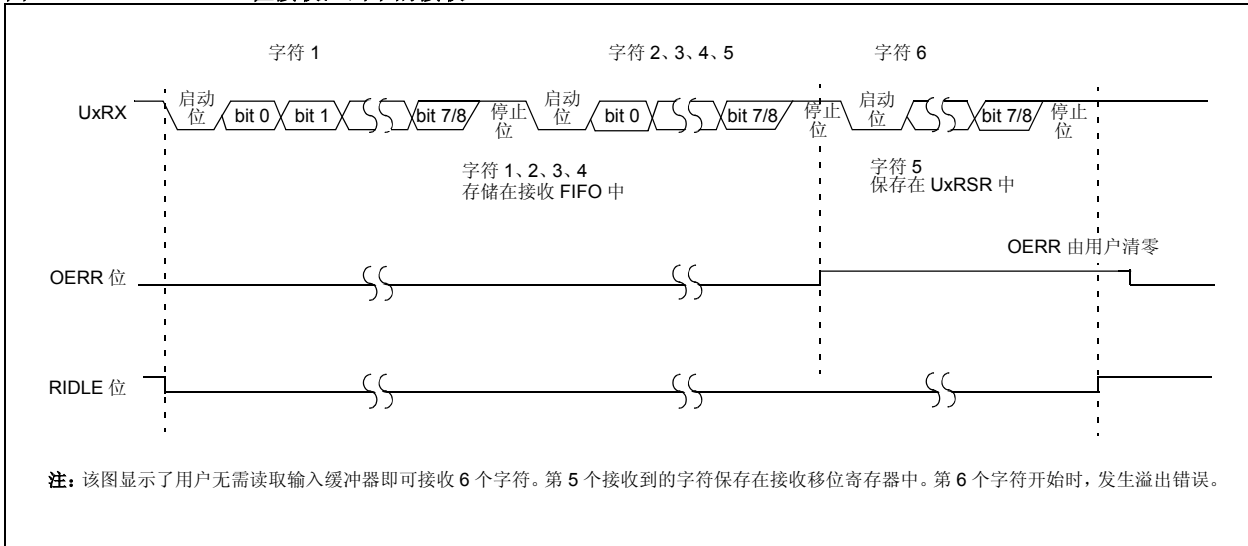 字符 1
字符 2、3、4、5
字符 6
UxRX
启动位
bit 0
bit 1
bit 7/8
停止位
启动位
bit 0
bit 7/8
停止位
启动位
bit 7/8
停止位
字符 1、2、3、4
存储在接收 FIFO 中
字符 5
保存在 UxRSR 中
OERR 由用户清零
OERR 位
RIDLE 位
注: 该图显示了用户无需读取输入缓冲器即可接收 6 个字符。第 5 个接收到的字符保存在接收移位寄存器中。第 6 个字符开始时，发生溢出错误。